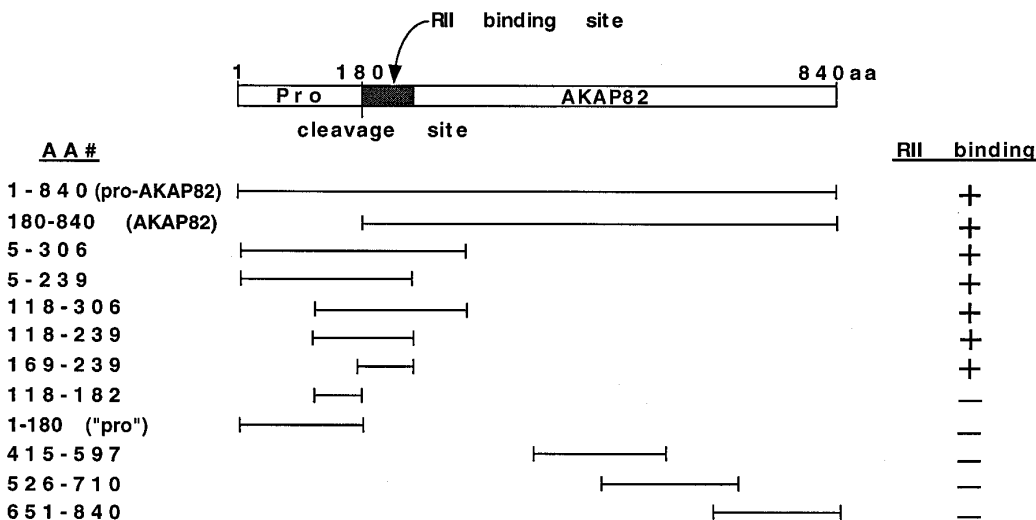 RII binding site
1 180 840aa
Pro AKAP82
cleavage site
AA# RII binding
1-840 (pro-AKAP82) +
180-840 (AKAP82) +
5-306 +
5-239 +
118-306 +
118-239 +
169-239 +
118-182 —
1-180 ("pro") —
415-597 —
526-710 —
651-840 —